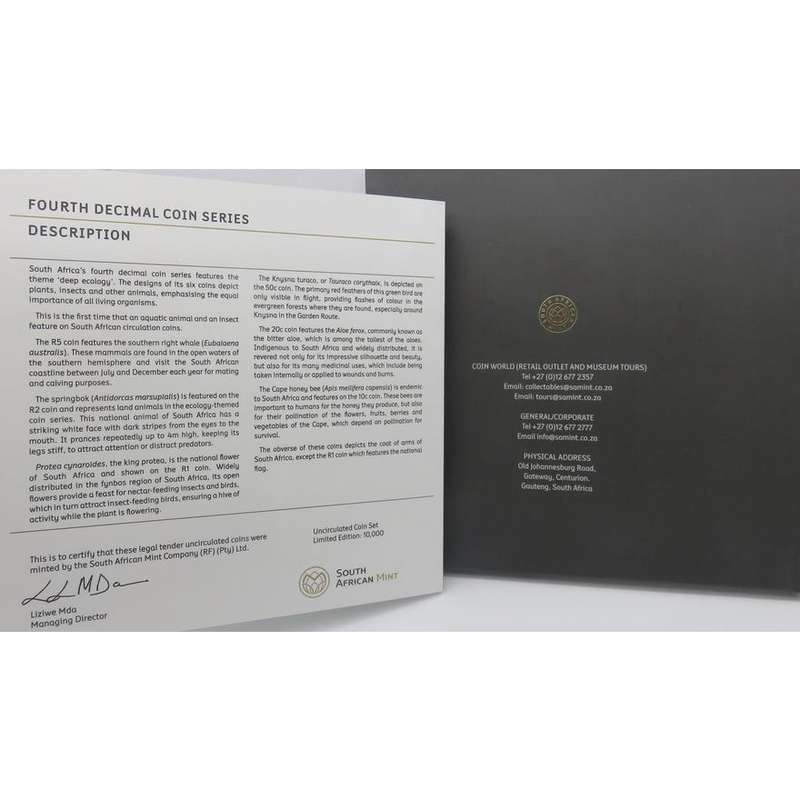 FOURTH DECIMAL COIN SERIES
DESCRIPTION
South Africa's fourth decimal coin series features the
theme 'deep ecology'. The designs of its six coins depict
plants, insects and other animals, emphasising the equal
importance of all living organisms.
This is the first time that an aquatic animal and an insect
feature on South African circulation coins.
The R5 coin features the southern right whale (Eubalaena
australis). These mammals are found in the open waters of
the southern hemisphere and visit the South African
coastline between July and December each year for mating
and calving purposes.
The springbok (Antidorcas marsupialis) is featured on the
R2 coin and represents land animals in the ecology-themed
coin series. This national animal of South Africa has a
striking white face with dark stripes from the eyes to the
mouth. It prances repeatedly up to 4m high, keeping its
legs stiff, to attract attention or distract predators.
Protea cynaroides, the king protea, is the national flower
of South Africa and shown on the R1 coin. Widely
distributed in the fynbos region of South Africa, its open
flowers provide a feast for nectar-feeding insects and birds,
which in turn attract insect-feeding birds, ensuring a hive of
activity while the plant is flowering.
The Knysna turaco, or Tauraco corythaix, is depicted on
the 50c coin. The primary red feathers of this green bird are
only visible in flight, providing flashes of colour in the
evergreen forests where they are found, especially around
Knysna in the Garden Route.
The 20c coin features the Aloe ferox, commonly known as
the bitter aloe, which is among the tallest of the aloes.
Indigenous to South Africa and widely distributed, it is
revered not only for its impressive silhouette and beauty,
but also for its many medicinal uses, which include being
taken internally or applied to wounds and burns.
The Cape honey bee (Apis mellifera capensis) is endemic
to South Africa and features on the 10c coin. These bees are
important to humans for the honey they produce, but also
for their pollination of the flowers, fruits, berries and
vegetables of the Cape, which depend on pollination for
survival.
The obverse of these coins depicts the coat of arms of
South Africa, except the R1 coin which features the national
flag.
This is to certify that these legal tender uncirculated coins were
minted by the South African Mint Company (RF) (Pty) Ltd.
Liziwe Mda
Managing Director
Uncirculated Coin Set
Limited Edition: 10,000
SOUTH
AFRICAN MINT
SOUTH AFRICAN
COIN WORLD (RETAIL OUTLET AND MUSEUM TOURS)
Tel +27 (0)12 677 2357
Email: collectables@samint.co.za
Email: tours@samint.co.za
GENERAL/CORPORATE
Tel +27 (0)12 677 2777
Email info@samint.co.za
PHYSICAL ADDRESS
Old Johannesburg Road,
Gateway, Centurion,
Gauteng, South Africa